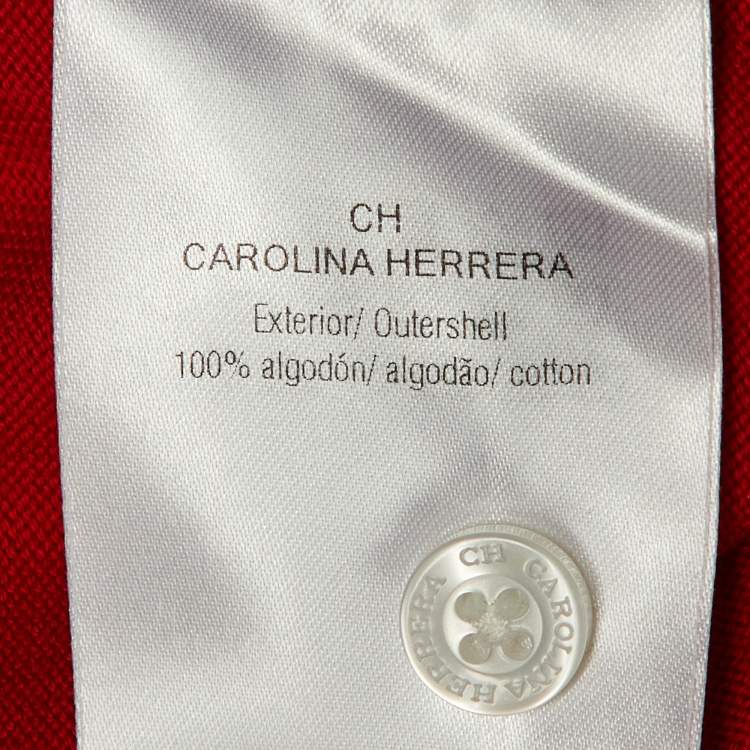 CH
CAROLINA HERRERA
Exterior/ Outershell
100% algodón/ algodão/ cotton
CH CAROLINA HERRERA